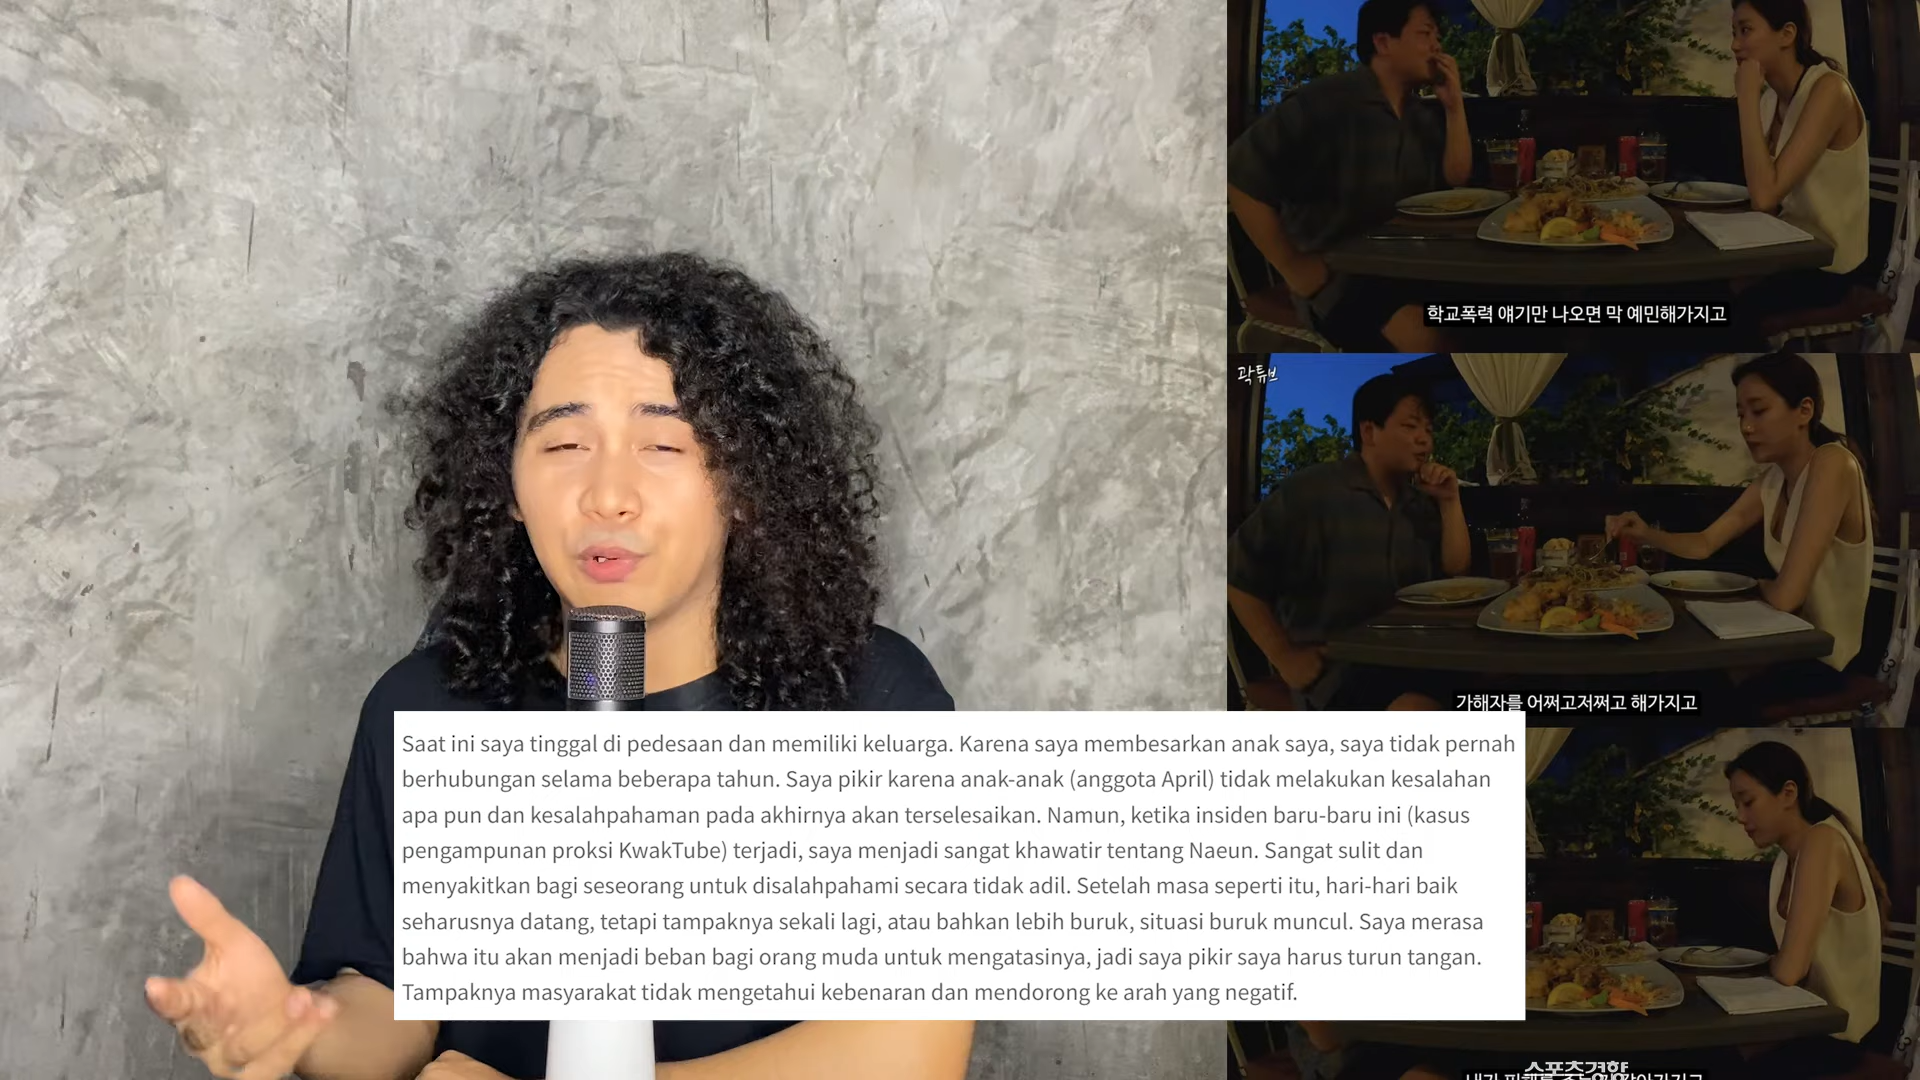 학교폭력 얘기만 나오면 막 예민해가지고
곽튜브
가해자를 어쩌고저쩌고 해가지고
Saat ini saya tinggal di pedesaan dan memiliki keluarga. Karena saya membesarkan anak saya, saya tidak pernah
berhubungan selama beberapa tahun. Saya pikir karena anak-anak (anggota April) tidak melakukan kesalahan
apa pun dan kesalahpahaman pada akhirnya akan terselesaikan. Namun, ketika insiden baru-baru ini (kasus
pengampunan proksi KwakTube) terjadi, saya menjadi sangat khawatir tentang Naeun. Sangat sulit dan
menyakitkan bagi seseorang untuk disalahpahami secara tidak adil. Setelah masa seperti itu, hari-hari baik
seharusnya datang, tetapi tampaknya sekali lagi, atau bahkan lebih buruk, situasi buruk muncul. Saya merasa
bahwa itu akan menjadi beban bagi orang muda untuk mengatasinya, jadi saya pikir saya harus turun tangan.
Tampaknya masyarakat tidak mengetahui kebenaran dan mendorong ke arah yang negatif.
스포츠경향